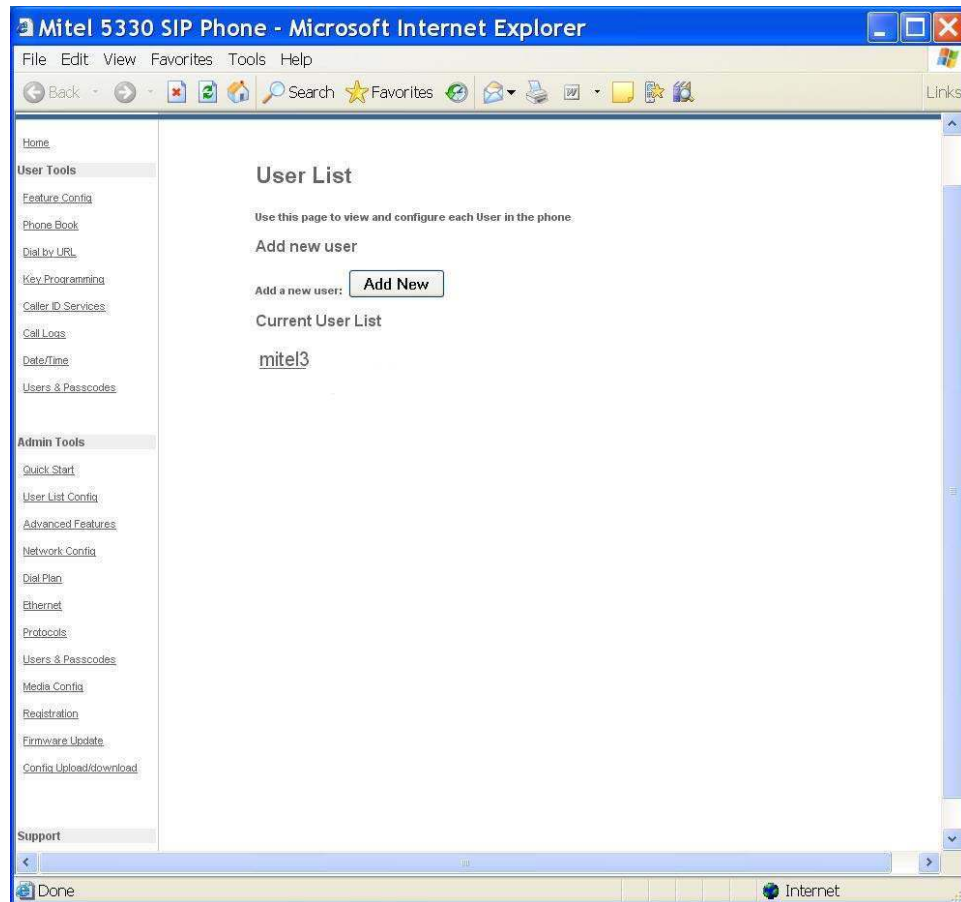 Mitel 5330 SIP Phone - Microsoft Internet Explorer
File Edit View Favorites Tools Help
Back Search Favorites Links
Home
User Tools
Feature Config
Phone Book
Dial by URL
Key Programming
Caller ID Services
Call Logs
Date/Time
Users & Passcodes
Admin Tools
Quick Start
User List Config
Advanced Features
Network Config
Dial Plan
Ethernet
Protocols
Users & Passcodes
Media Config
Registration
Firmware Update
Config Upload/download
Support
User List
Use this page to view and configure each User in the phone
Add new user
Add a new user: Add New
Current User List
mitel3
Done Internet